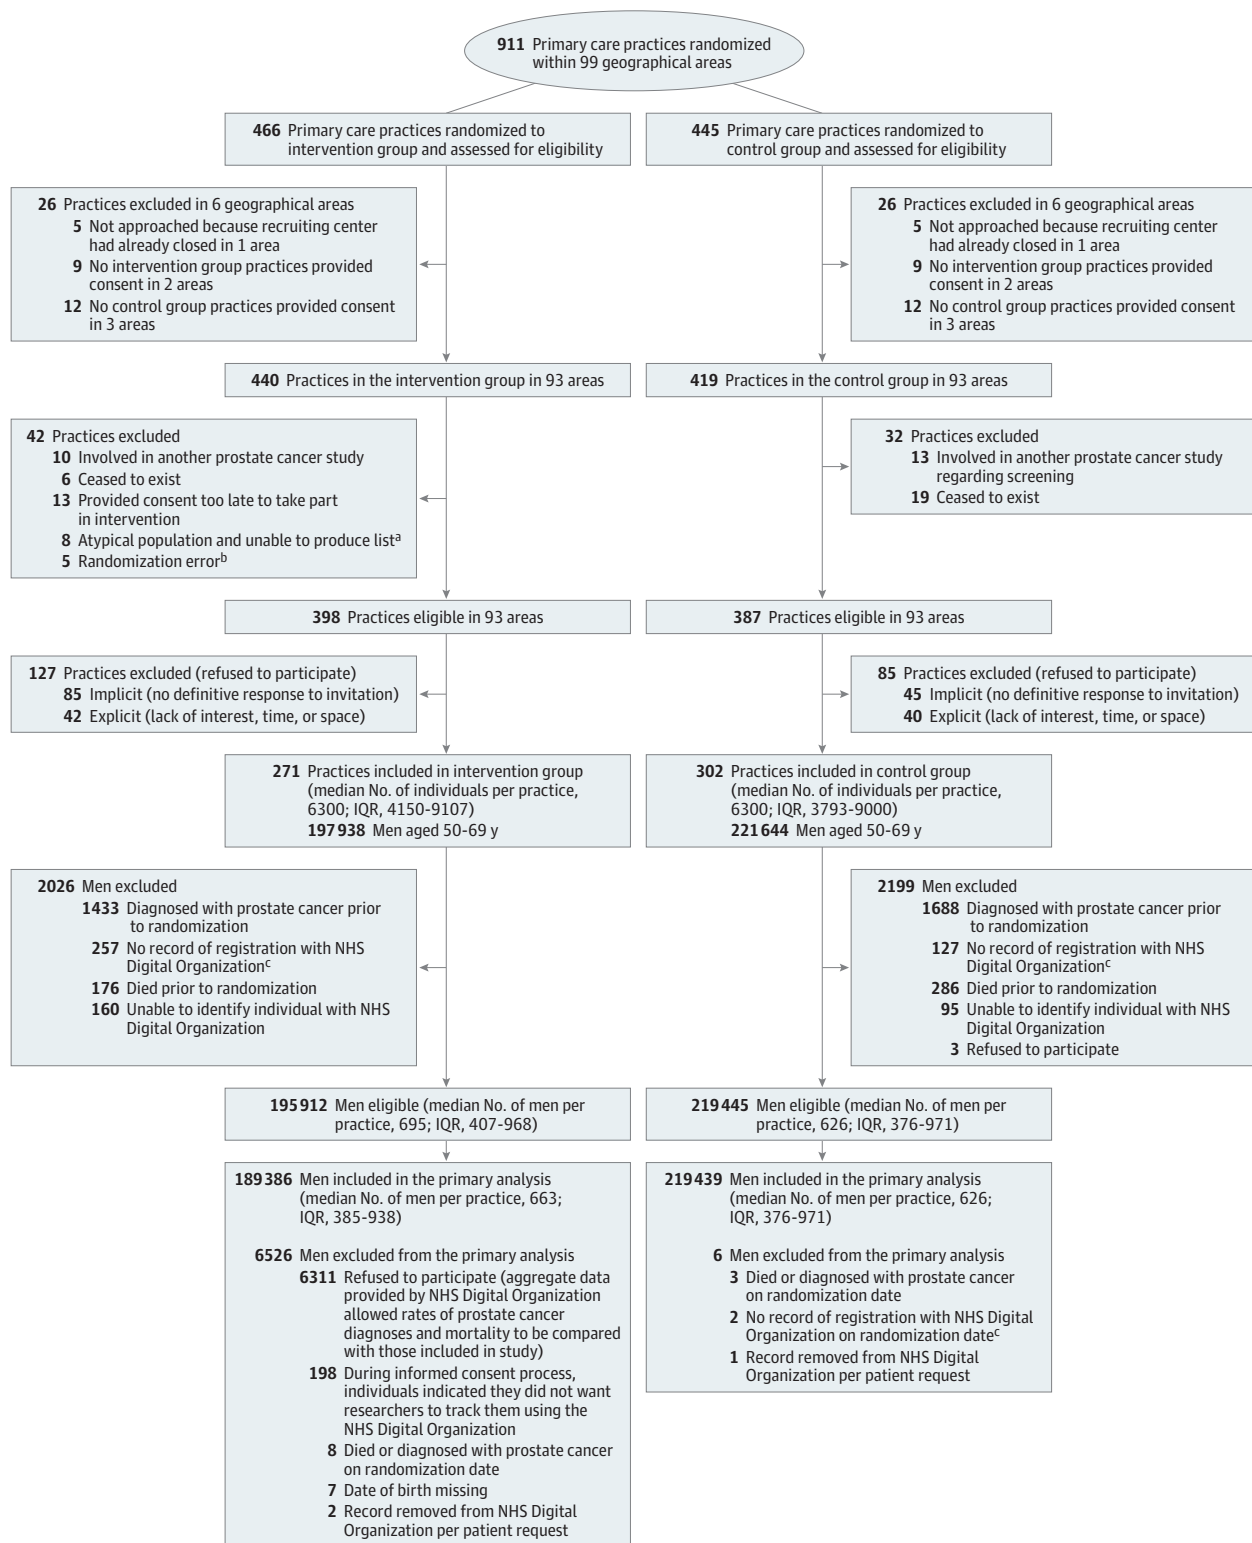 911 Primary care practices randomized
within 99 geographical areas
466 Primary care practices randomized to
intervention group and assessed for eligibility
445 Primary care practices randomized to
control group and assessed for eligibility
26 Practices excluded in 6 geographical areas
5 Not approached because recruiting center
had already closed in 1 area
9 No intervention group practices provided
consent in 2 areas
12 No control group practices provided consent
in 3 areas
26 Practices excluded in 6 geographical areas
5 Not approached because recruiting center
had already closed in 1 area
9 No intervention group practices provided
consent in 2 areas
12 No control group practices provided consent
in 3 areas
440 Practices in the intervention group in 93 areas
419 Practices in the control group in 93 areas
42 Practices excluded
10 Involved in another prostate cancer study
6 Ceased to exist
13 Provided consent too late to take part
in intervention
8 Atypical population and unable to produce listᵃ
5 Randomization errorᵇ
32 Practices excluded
13 Involved in another prostate cancer study
regarding screening
19 Ceased to exist
398 Practices eligible in 93 areas
387 Practices eligible in 93 areas
127 Practices excluded (refused to participate)
85 Implicit (no definitive response to invitation)
42 Explicit (lack of interest, time, or space)
85 Practices excluded (refused to participate)
45 Implicit (no definitive response to invitation)
40 Explicit (lack of interest, time, or space)
271 Practices included in intervention group
(median No. of individuals per practice,
6300; IQR, 4150-9107)
197 938 Men aged 50-69 y
302 Practices included in control group
(median No. of individuals per practice,
6300; IQR, 3793-9000)
221 644 Men aged 50-69 y
2026 Men excluded
1433 Diagnosed with prostate cancer prior
to randomization
257 No record of registration with NHS
Digital Organizationᶜ
176 Died prior to randomization
160 Unable to identify individual with NHS
Digital Organization
2199 Men excluded
1688 Diagnosed with prostate cancer prior
to randomization
127 No record of registration with NHS
Digital Organizationᶜ
286 Died prior to randomization
95 Unable to identify individual with NHS
Digital Organization
3 Refused to participate
195 912 Men eligible (median No. of men per
practice, 695; IQR, 407-968)
219 445 Men eligible (median No. of men per
practice, 626; IQR, 376-971)
189 386 Men included in the primary analysis
(median No. of men per practice, 663;
IQR, 385-938)
6526 Men excluded from the primary analysis
6311 Refused to participate (aggregate data
provided by NHS Digital Organization
allowed rates of prostate cancer
diagnoses and mortality to be compared
with those included in study)
198 During informed consent process,
individuals indicated they did not want
researchers to track them using the
NHS Digital Organization
8 Died or diagnosed with prostate cancer
on randomization date
7 Date of birth missing
2 Record removed from NHS Digital
Organization per patient request
219 439 Men included in the primary analysis
(median No. of men per practice, 626;
IQR, 376-971)
6 Men excluded from the primary analysis
3 Died or diagnosed with prostate cancer
on randomization date
2 No record of registration with NHS Digital
Organization on randomization dateᶜ
1 Record removed from NHS Digital
Organization per patient request